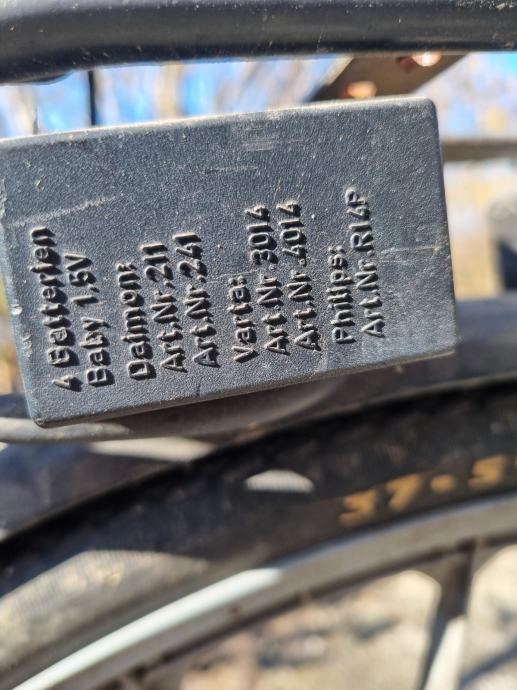 4 Batterien
Baby 1,5V
Daimon:
Art.Nr.211
Art.Nr.241
Varta:
Art.Nr.3014
Art.Nr.4014
Philips:
Art.Nr.R14P